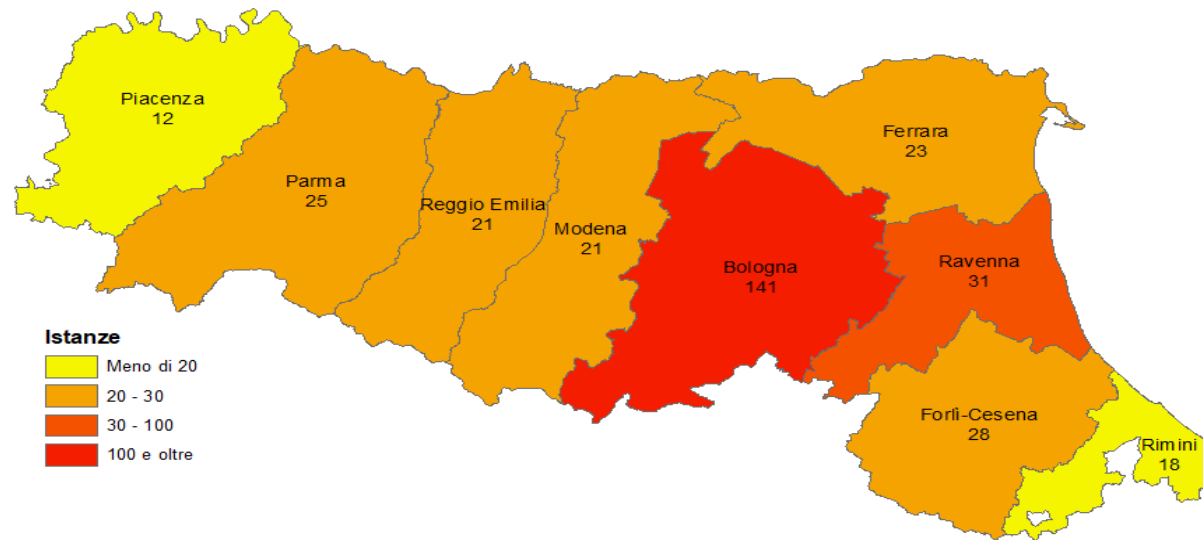 Piacenza
12
Parma
25
Reggio Emilia
21
Modena
21
Ferrara
23
Bologna
141
Ravenna
31
Forlì-Cesena
28
Rimini
18
Istanze
Meno di 20
20 - 30
30 - 100
100 e oltre